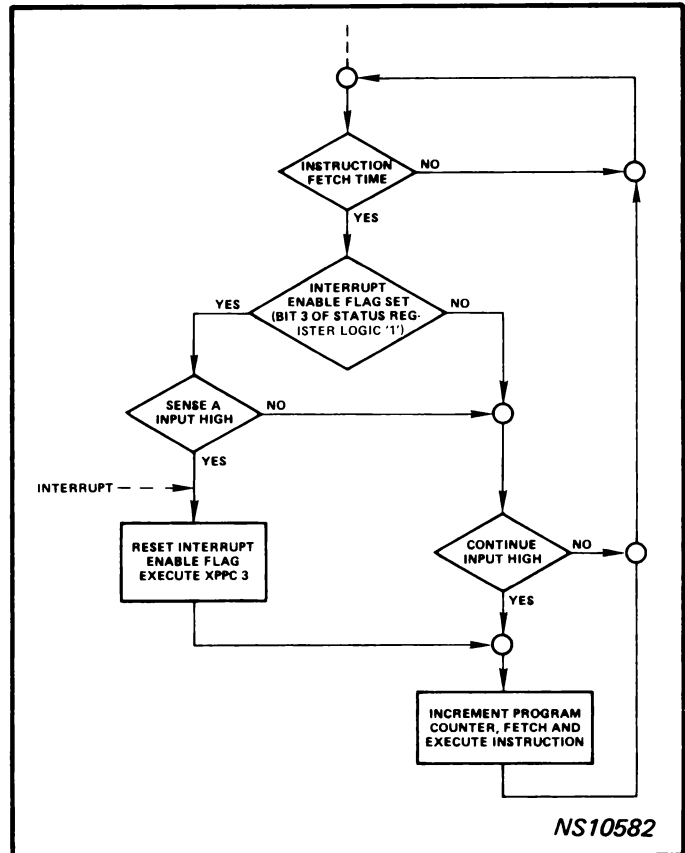 INSTRUCTION
FETCH TIME
NO
YES
INTERRUPT
ENABLE FLAG SET
(BIT 3 OF STATUS REG-
ISTER LOGIC '1')
YES
NO
SENSE A
INPUT HIGH
NO
YES
INTERRUPT
RESET INTERRUPT
ENABLE FLAG
EXECUTE XPPC 3
CONTINUE
INPUT HIGH
NO
YES
INCREMENT PROGRAM
COUNTER, FETCH AND
EXECUTE INSTRUCTION
NS10582